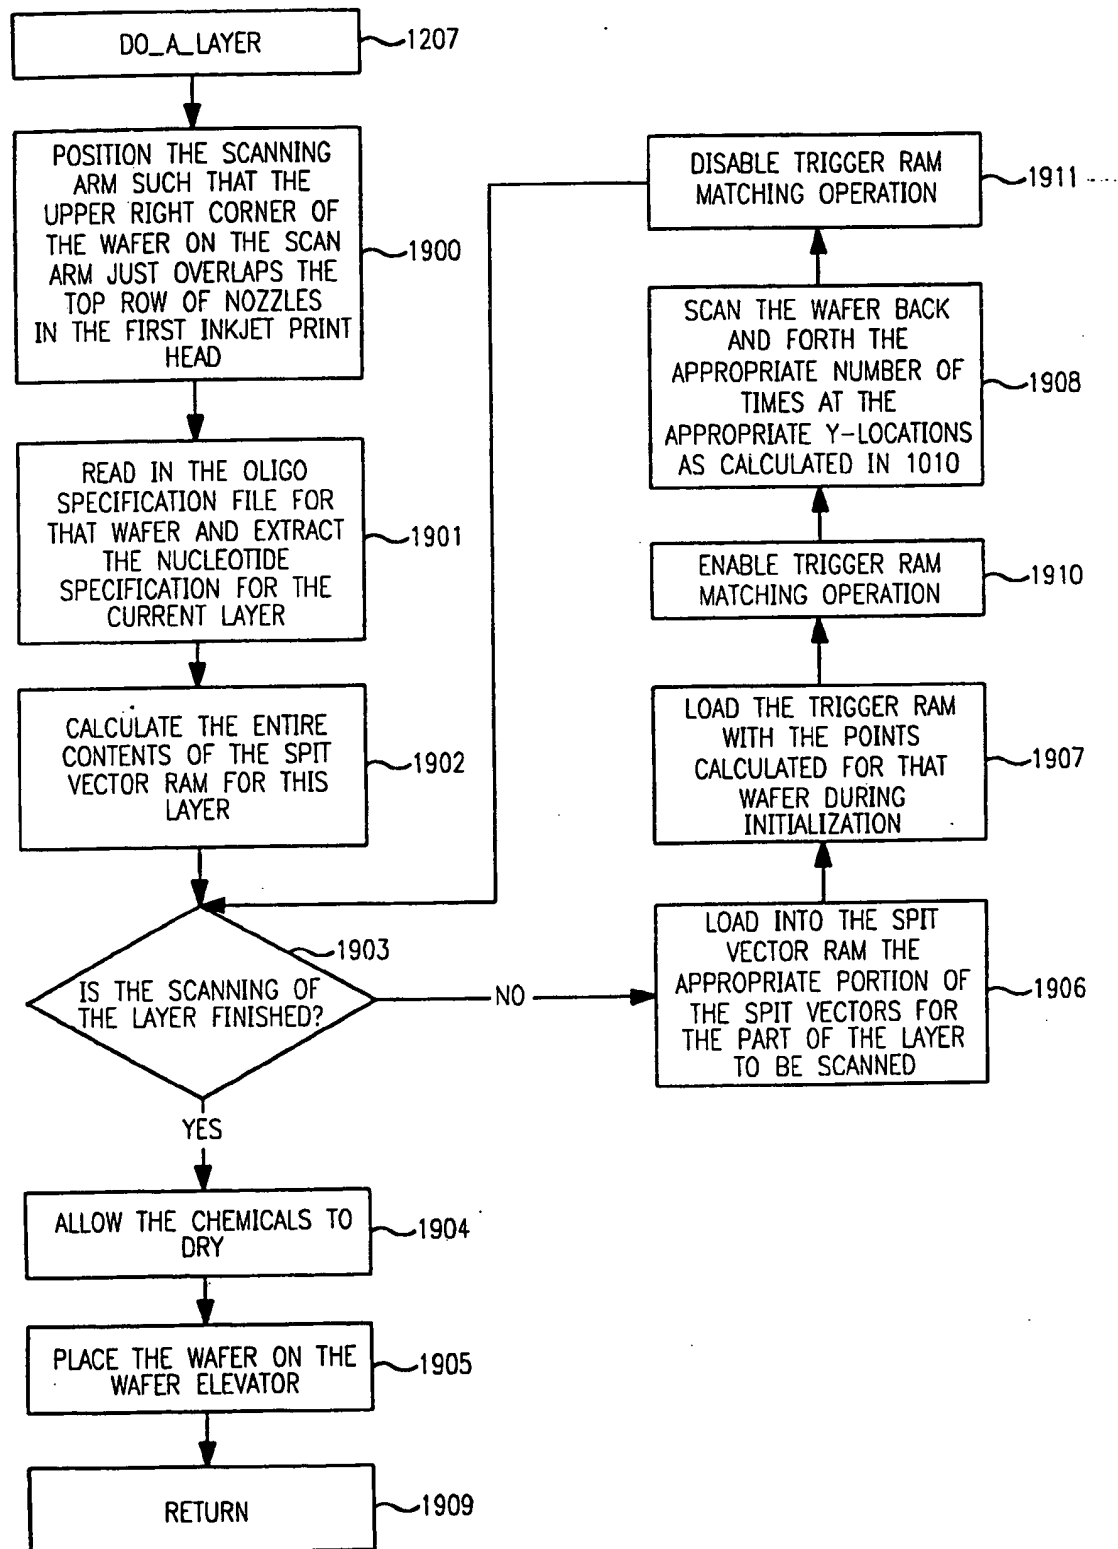 DO_A_LAYER
1207
POSITION THE SCANNING
ARM SUCH THAT THE
UPPER RIGHT CORNER OF
THE WAFER ON THE SCAN
ARM JUST OVERLAPS THE
TOP ROW OF NOZZLES
IN THE FIRST INKJET PRINT
HEAD
1900
READ IN THE OLIGO
SPECIFICATION FILE FOR
THAT WAFER AND EXTRACT
THE NUCLEOTIDE
SPECIFICATION FOR THE
CURRENT LAYER
1901
CALCULATE THE ENTIRE
CONTENTS OF THE SPIT
VECTOR RAM FOR THIS
LAYER
1902
1903
IS THE SCANNING OF
THE LAYER FINISHED?
NO
YES
ALLOW THE CHEMICALS TO
DRY
1904
PLACE THE WAFER ON THE
WAFER ELEVATOR
1905
RETURN
1909
DISABLE TRIGGER RAM
MATCHING OPERATION
1911
SCAN THE WAFER BACK
AND FORTH THE
APPROPRIATE NUMBER OF
TIMES AT THE
APPROPRIATE Y-LOCATIONS
AS CALCULATED IN 1010
1908
ENABLE TRIGGER RAM
MATCHING OPERATION
1910
LOAD THE TRIGGER RAM
WITH THE POINTS
CALCULATED FOR THAT
WAFER DURING
INITIALIZATION
1907
LOAD INTO THE SPIT
VECTOR RAM THE
APPROPRIATE PORTION OF
THE SPIT VECTORS FOR
THE PART OF THE LAYER
TO BE SCANNED
1906